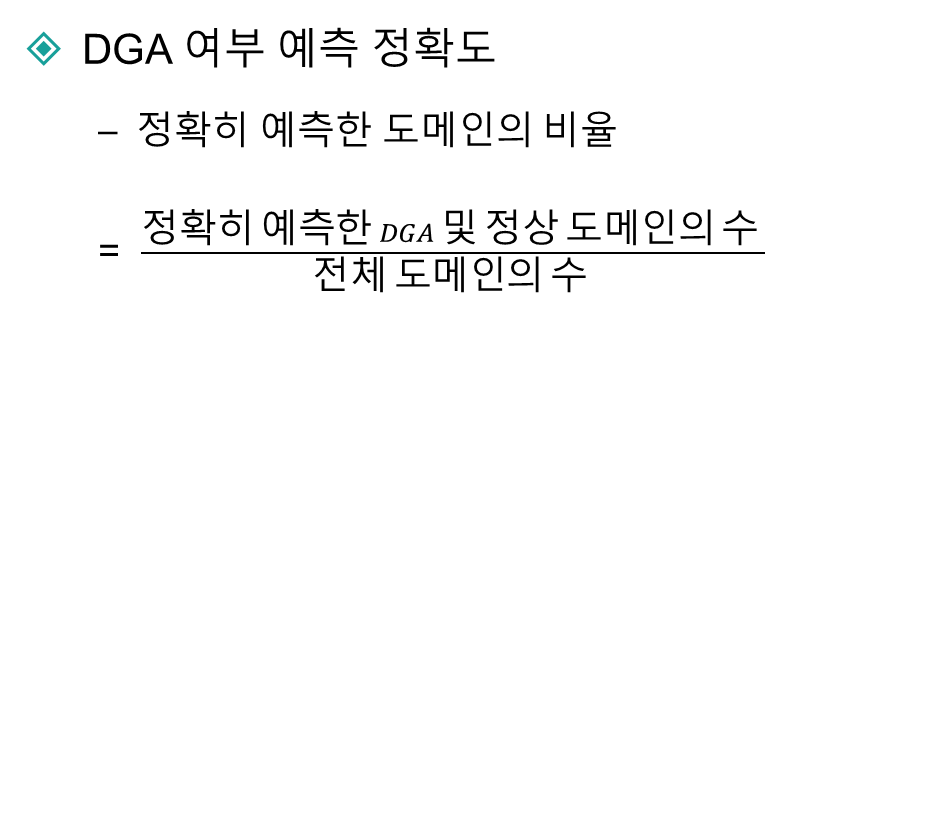 DGA 여부 예측 정확도
– 정확히 예측한 도메인의 비율
= 정확히 예측한 DGA 및 정상 도메인의 수
전체 도메인의 수